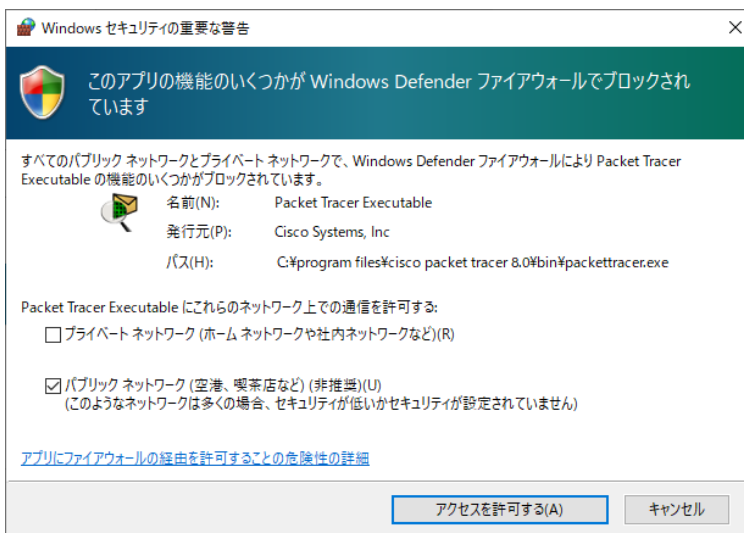 Windows セキュリティの重要な警告
このアプリの機能のいくつかが Windows Defender ファイアウォールでブロックされ
ています
すべてのパブリック ネットワークとプライベート ネットワークで、Windows Defender ファイアウォールにより Packet Tracer
Executable の機能のいくつかがブロックされています。
名前(N): Packet Tracer Executable
発行元(P): Cisco Systems, Inc
パス(H): C:¥program files¥cisco packet tracer 8.0¥bin¥packettracer.exe
Packet Tracer Executable にこれらのネットワーク上での通信を許可する:
プライベート ネットワーク (ホーム ネットワークや社内ネットワークなど)(R)
パブリック ネットワーク (空港、喫茶店など) (非推奨)(U)
(このようなネットワークは多くの場合、セキュリティが低いかセキュリティが設定されていません)
アプリにファイアウォールの経由を許可することの危険性の詳細
アクセスを許可する(A) キャンセル